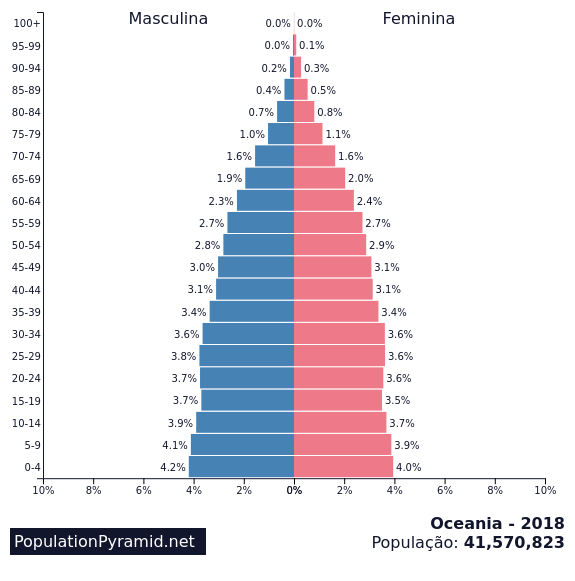 Masculina Feminina
100+ 0.0% 0.0%
95-99 0.0% 0.1%
90-94 0.2% 0.3%
85-89 0.4% 0.5%
80-84 0.7% 0.8%
75-79 1.0% 1.1%
70-74 1.6% 1.6%
65-69 1.9% 2.0%
60-64 2.3% 2.4%
55-59 2.7% 2.7%
50-54 2.8% 2.9%
45-49 3.0% 3.1%
40-44 3.1% 3.1%
35-39 3.4% 3.4%
30-34 3.6% 3.6%
25-29 3.8% 3.6%
20-24 3.7% 3.6%
15-19 3.7% 3.5%
10-14 3.9% 3.7%
5-9 4.1% 3.9%
0-4 4.2% 4.0%
10% 8% 6% 4% 2% 0% 2% 4% 6% 8% 10%
Oceania - 2018
PopulationPyramid.net
População: 41,570,823